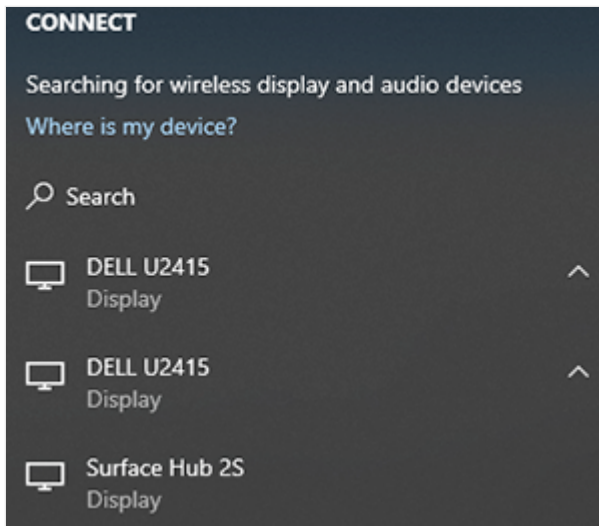 CONNECT
Searching for wireless display and audio devices
Where is my device?
Search
DELL U2415
Display
DELL U2415
Display
Surface Hub 2S
Display